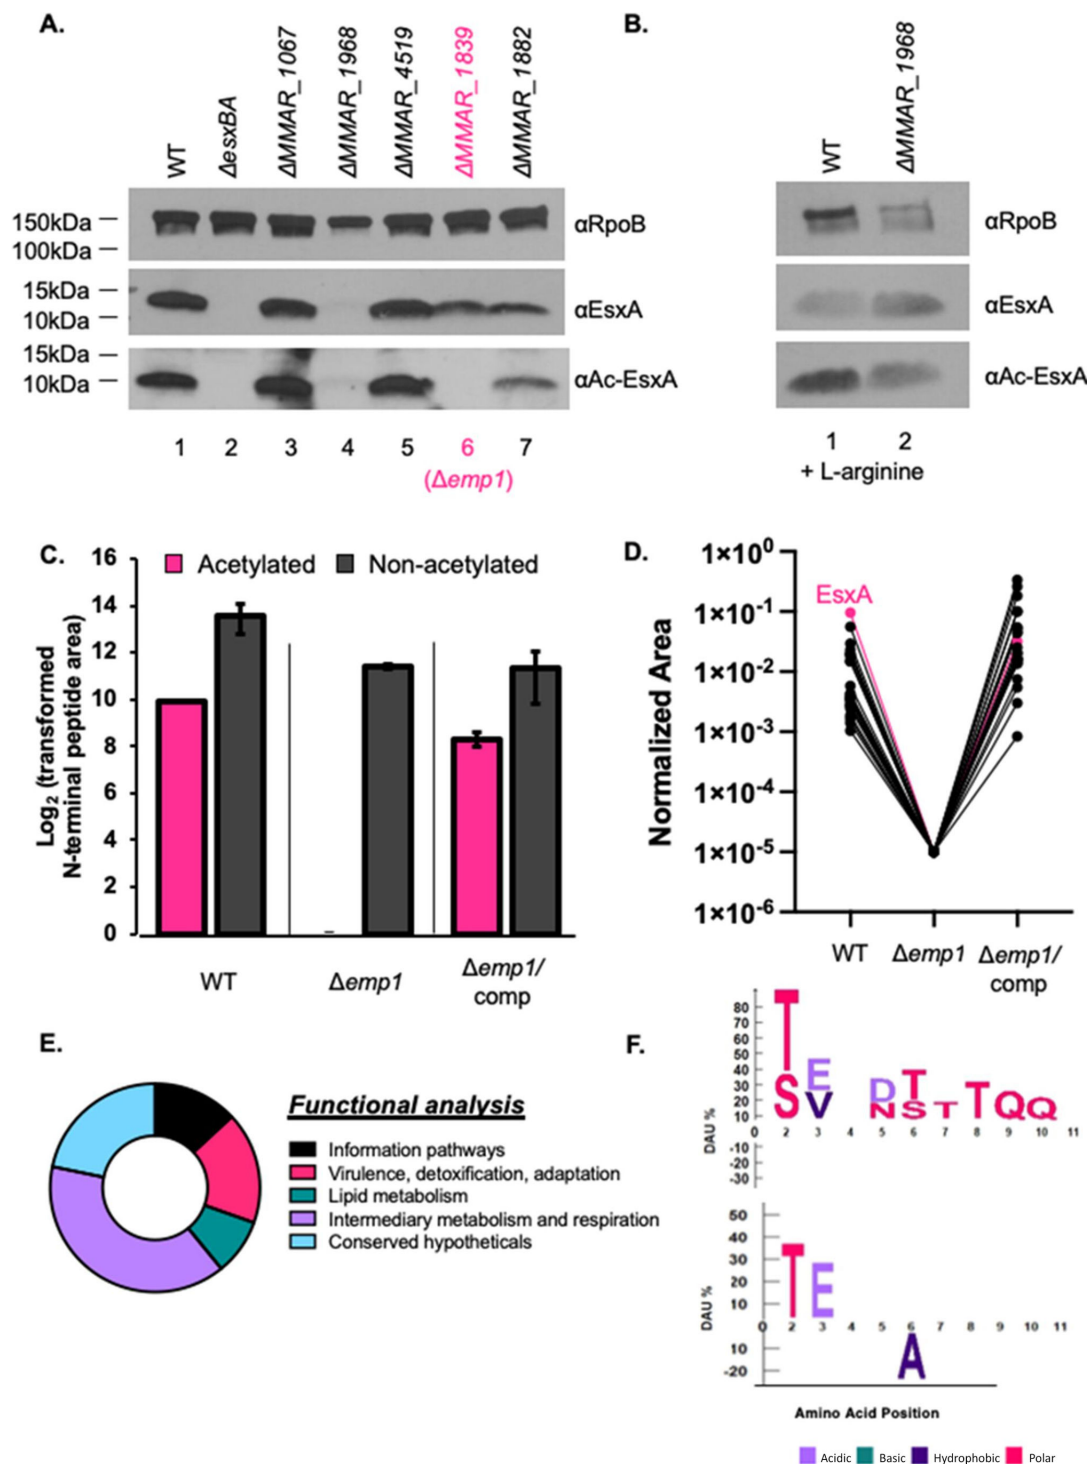 A.
WT
ΔesxBA
ΔMMAR_1067
ΔMMAR_1968
ΔMMAR_4519
ΔMMAR_1839
ΔMMAR_1882
150kDa
100kDa
αRpoB
15kDa
10kDa
αEsxA
15kDa
10kDa
αAc-EsxA
1 2 3 4 5 6 7
(Δemp1)
B.
WT
ΔMMAR_1968
αRpoB
αEsxA
αAc-EsxA
1 2
+ L-arginine
C.
Acetylated
Non-acetylated
Log2 (transformed
N-terminal peptide area)
16
14
12
10
8
6
4
2
0
WT
Δemp1
Δemp1/
comp
D.
Normalized Area
1×10^0
1×10^-1
1×10^-2
1×10^-3
1×10^-4
1×10^-5
1×10^-6
EsxA
WT
Δemp1
Δemp1/
comp
E.
Functional analysis
Information pathways
Virulence, detoxification, adaptation
Lipid metabolism
Intermediary metabolism and respiration
Conserved hypotheticals
F.
DAU %
80
70
60
50
40
30
20
10
T
S
E
V
D
N
T
S
T
T
Q
Q
0 2 3 4 5 6 7 8 9 10 11
-10
-20
-30
DAU %
50
40
30
20
10
T
E
0 2 3 4 5 6 7 8 9 10 11
A
10
-20
Amino Acid Position
Acidic Basic Hydrophobic Polar